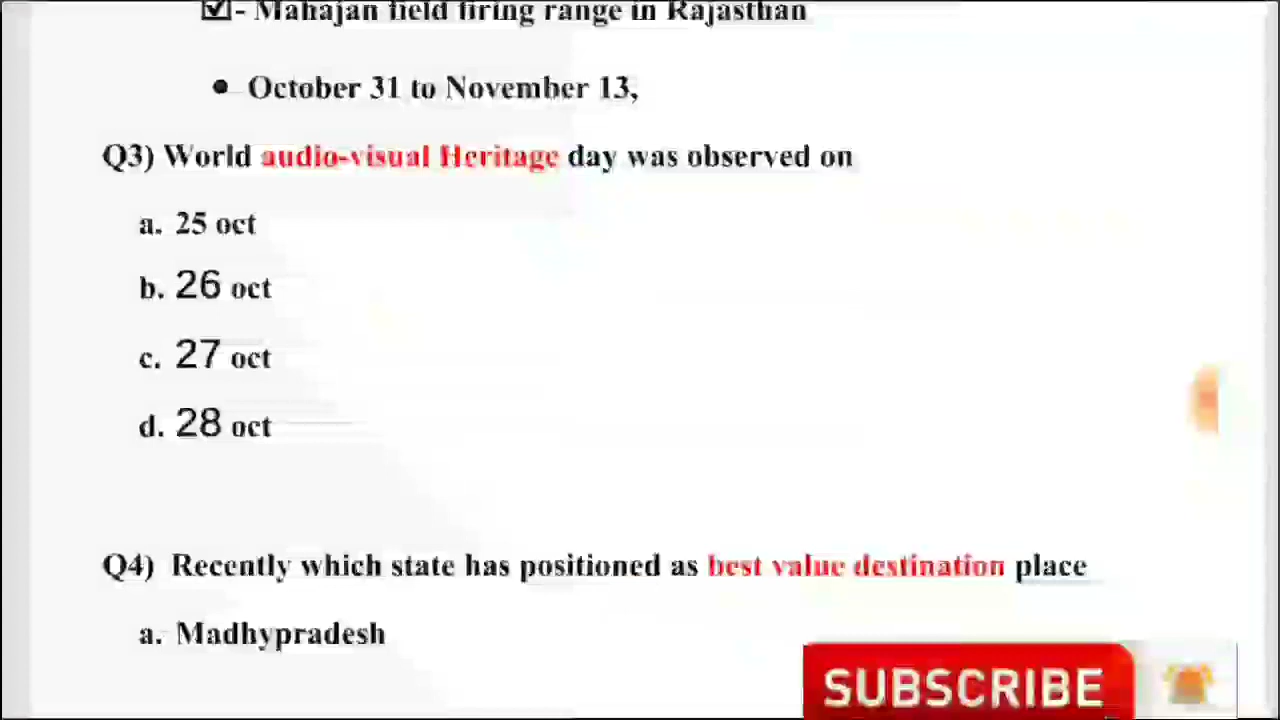 - Mahajan field firing range in Rajasthan
• October 31 to November 13,
Q3) World audio-visual Heritage day was observed on
a. 25 oct
b. 26 oct
c. 27 oct
d. 28 oct
Q4) Recently which state has positioned as best value destination place
a. Madhypradesh
SUBSCRIBE